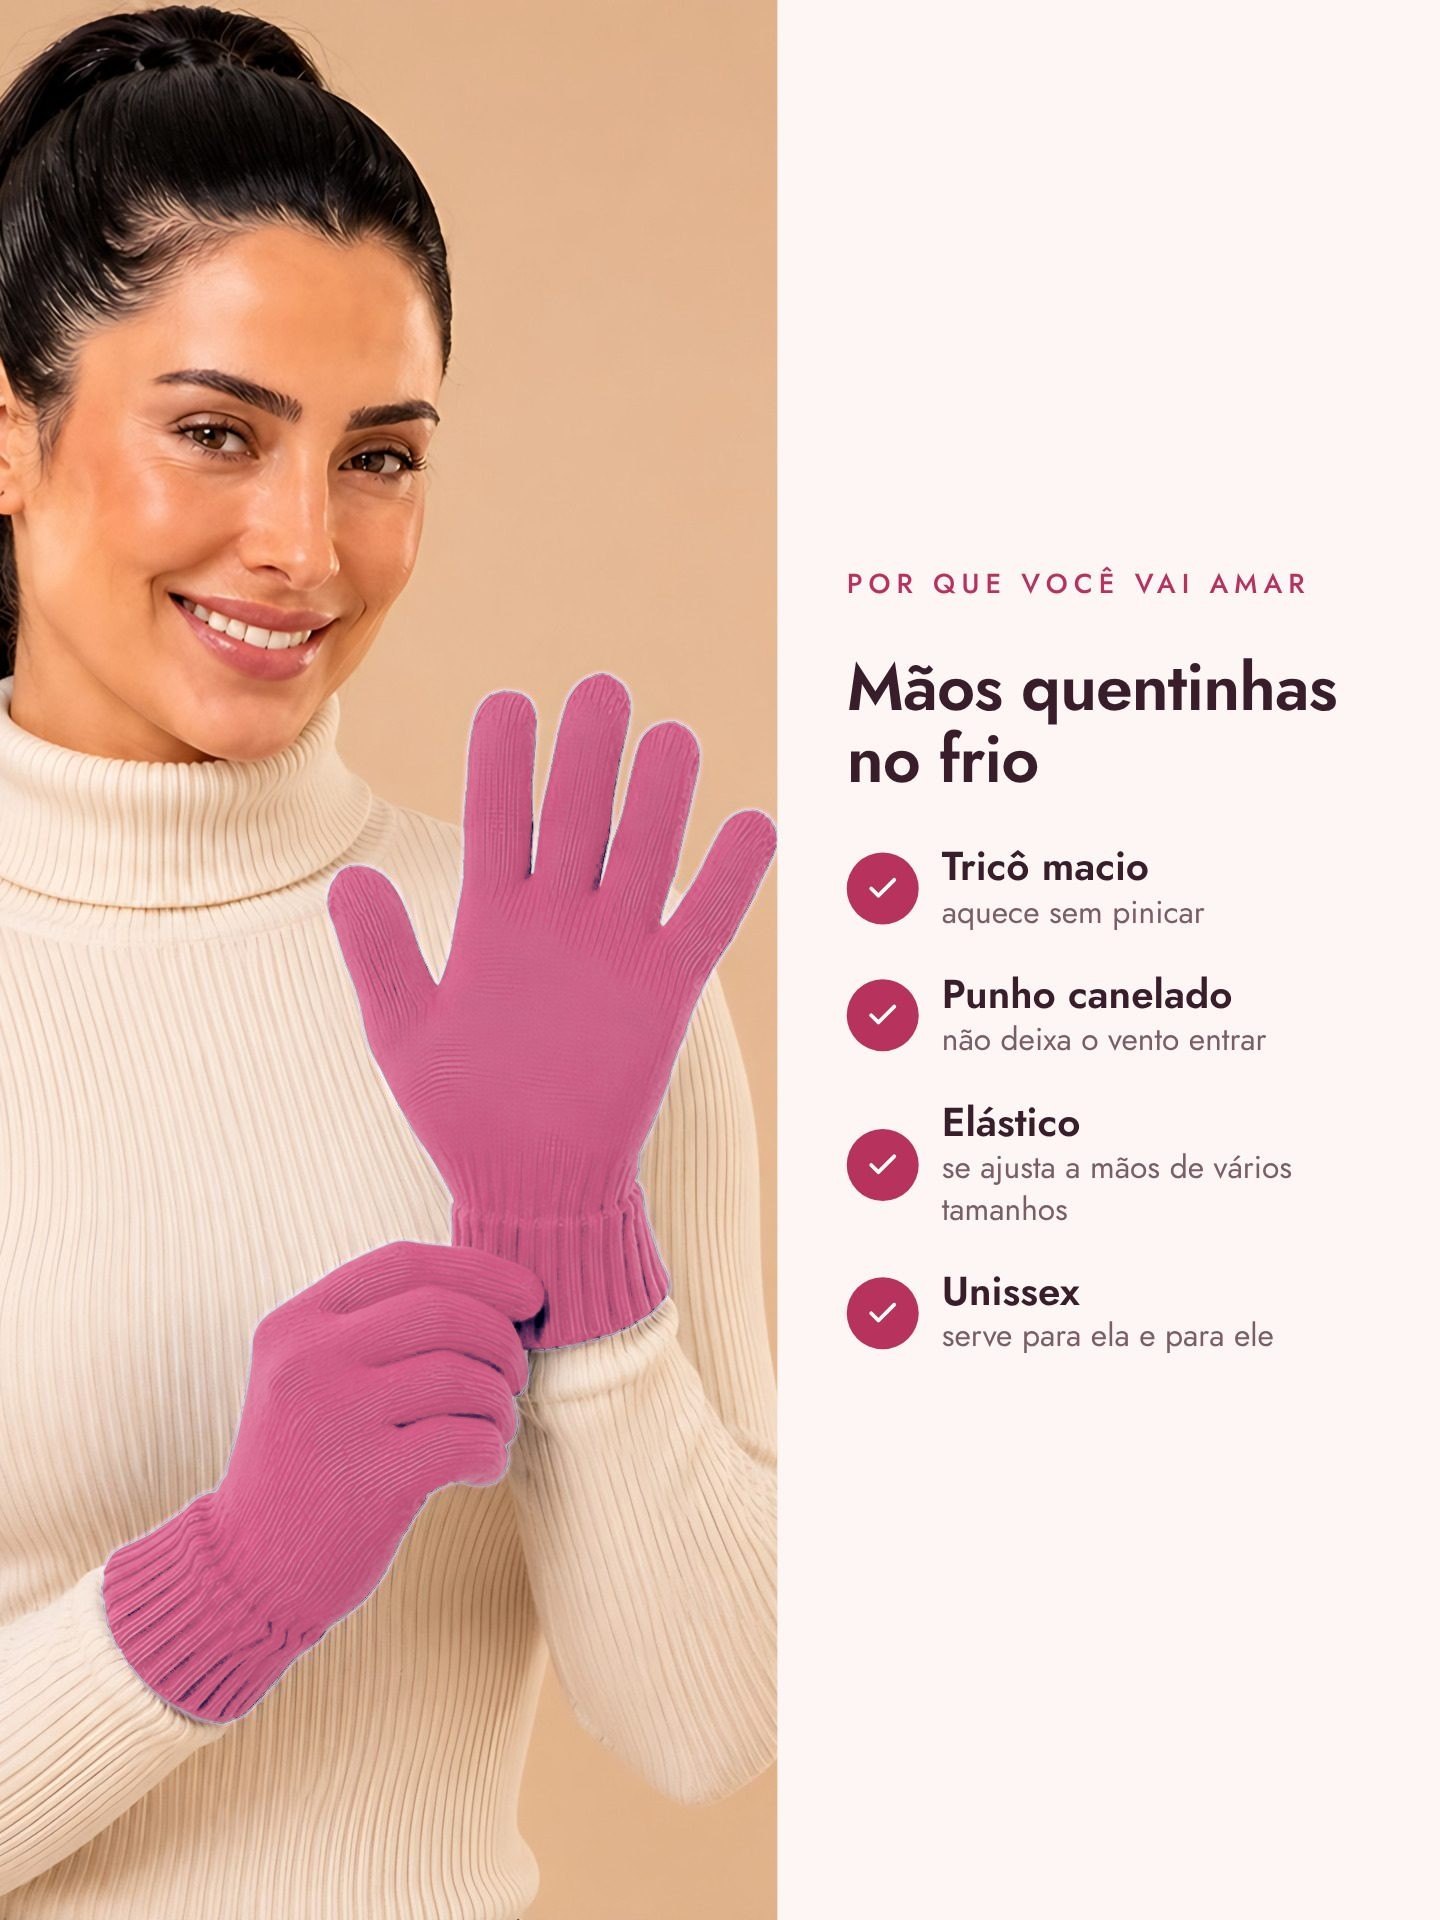 POR QUE VOCÊ VAI AMAR
Mãos quentinhas
no frio
Tricô macio
aquece sem pinicar
Punho canelado
não deixa o vento entrar
Elástico
se ajusta a mãos de vários
tamanhos
Unissex
serve para ela e para ele